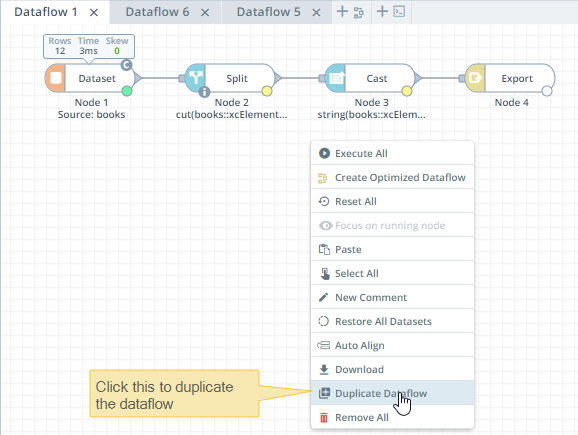 Dataflow 1
Dataflow 6
Dataflow 5
Rows Time Skew
12 3ms 0
C
Dataset
Split
Cast
Export
Node 1
Node 2
Node 3
Node 4
Source: books
cut(books::xcElement...
string(books::xcElem...
Execute All
Create Optimized Dataflow
Reset All
Focus on running node
Paste
Select All
New Comment
Restore All Datasets
Auto Align
Download
Duplicate Dataflow
Remove All
Click this to duplicate
the dataflow